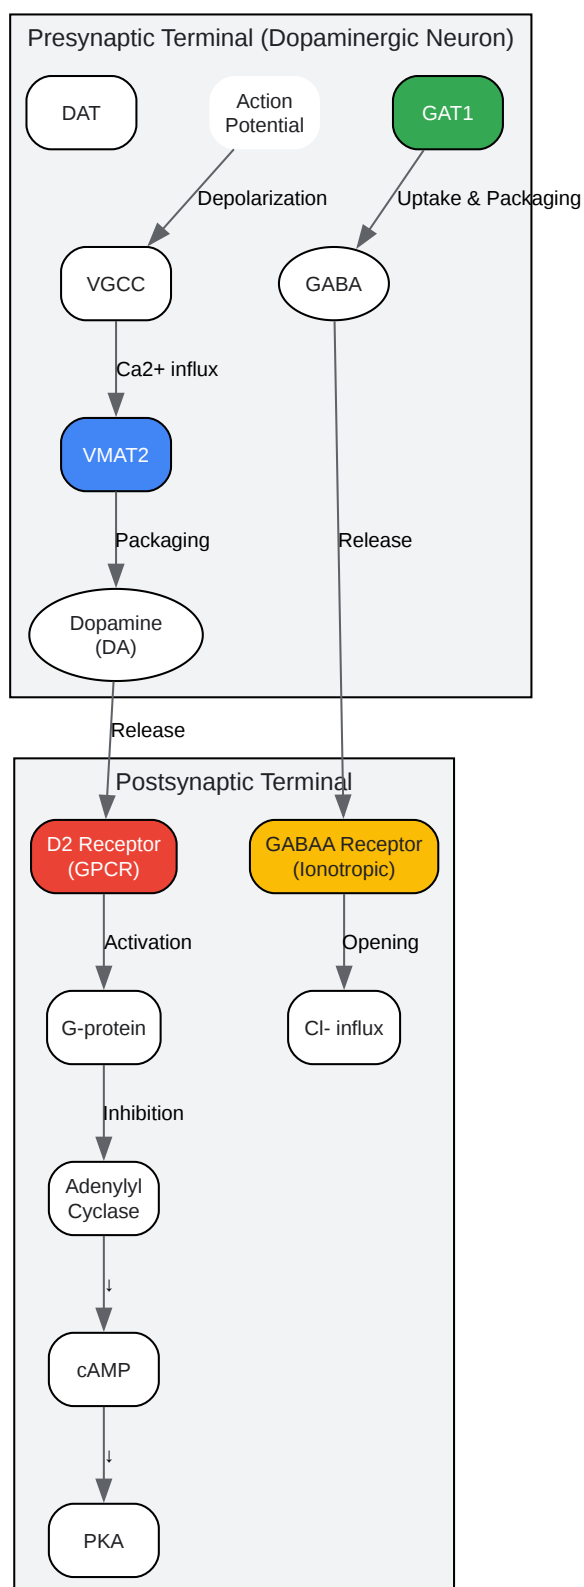 Presynaptic Terminal (Dopaminergic Neuron)
DAT
Action
Potential
GAT1
Depolarization
Uptake & Packaging
VGCC
GABA
Ca2+ influx
VMAT2
Packaging
Release
Dopamine
(DA)
Release
Postsynaptic Terminal
D2 Receptor
(GPCR)
GABAA Receptor
(Ionotropic)
Activation
Opening
G-protein
Cl- influx
Inhibition
Adenylyl
Cyclase
↓
cAMP
↓
PKA